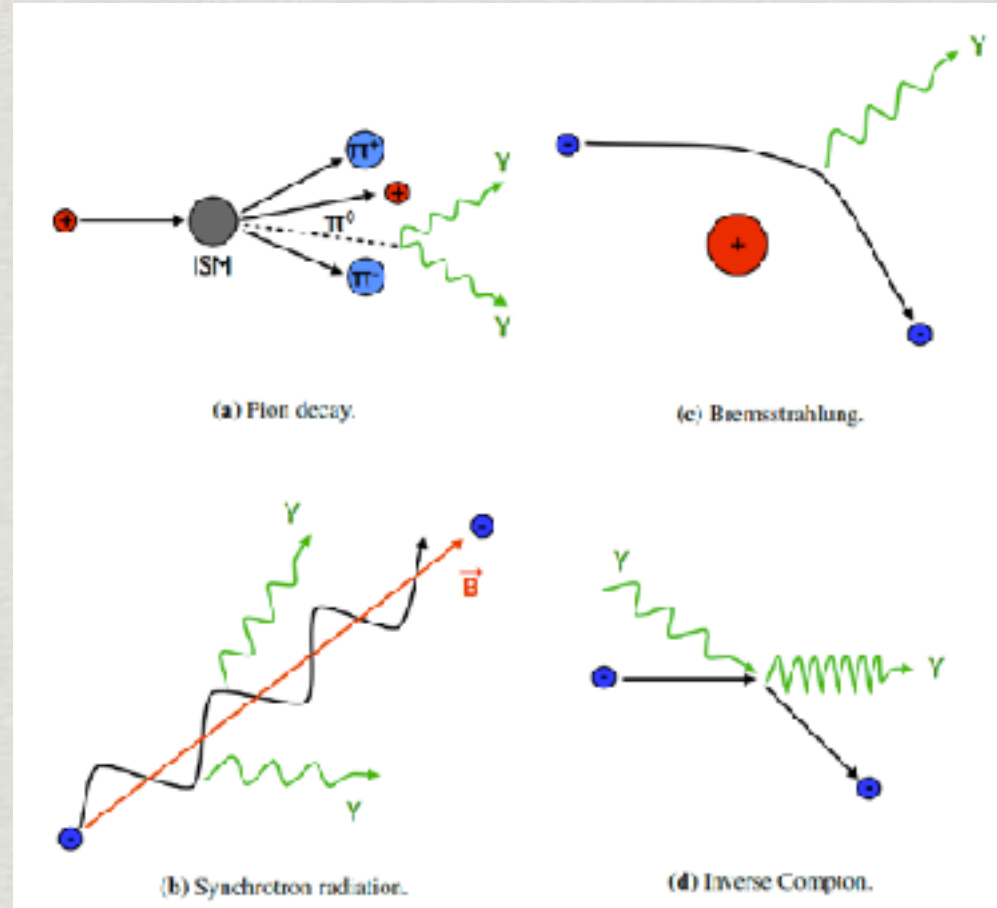 γ
π⁺
+
+
γ
π⁰
ISM
π⁻
γ
(a) Pion decay.
γ
-
+
-
(c) Bremsstrahlung.
γ
-
B⃗
γ
-
(b) Synchrotron radiation.
γ
-
γ
-
(d) Inverse Compton.